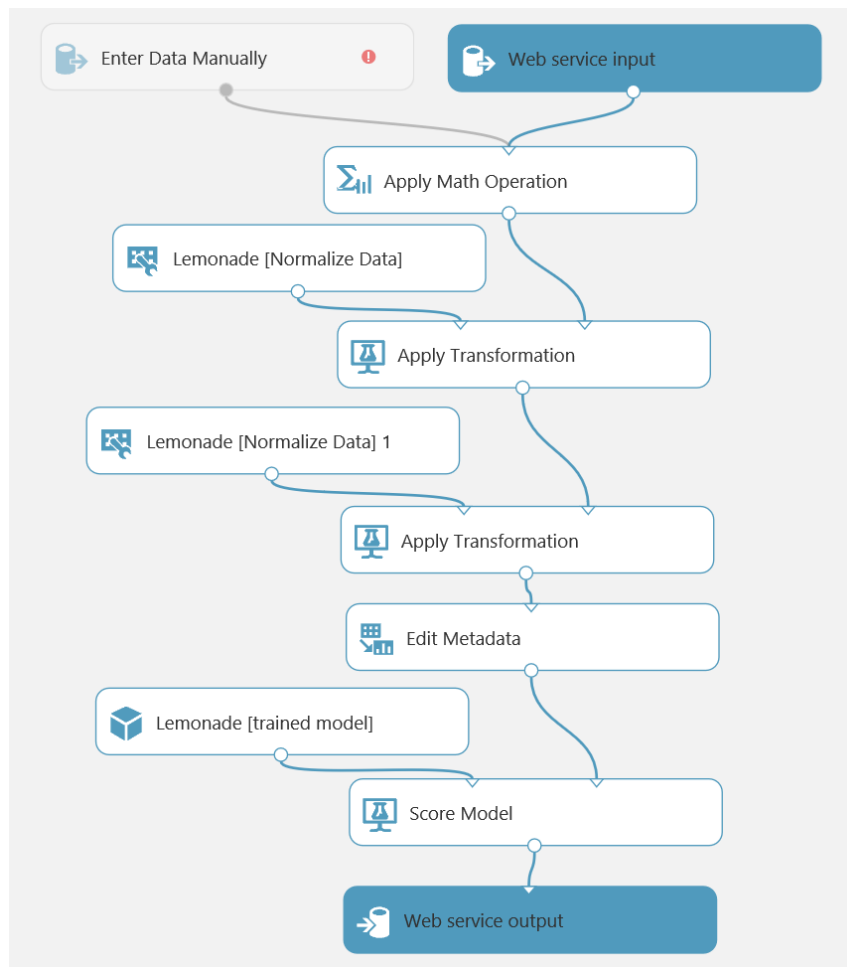 Enter Data Manually
Web service input
Apply Math Operation
Lemonade [Normalize Data]
Apply Transformation
Lemonade [Normalize Data] 1
Apply Transformation
Edit Metadata
Lemonade [trained model]
Score Model
Web service output